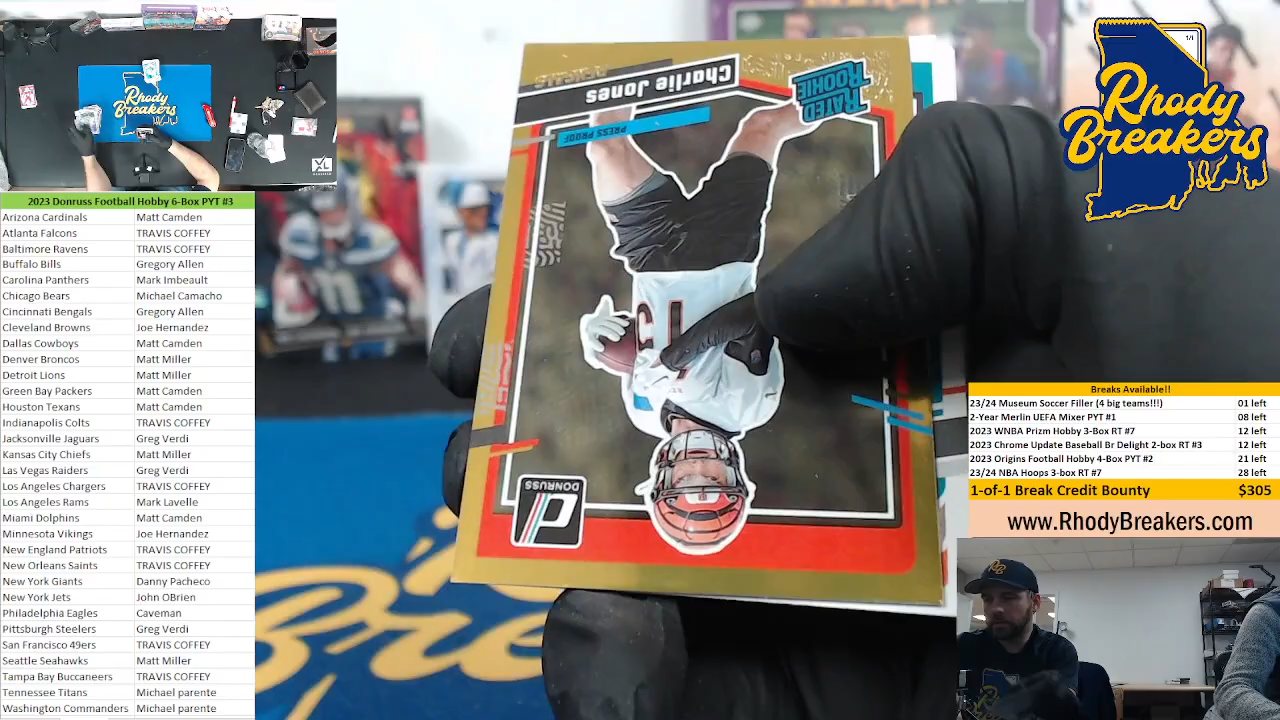 Rhody
Breakers
2023 Donruss Football Hobby 6-Box PYT #3
Arizona Cardinals Matt Camden
Atlanta Falcons TRAVIS COFFEY
Baltimore Ravens TRAVIS COFFEY
Buffalo Bills Gregory Allen
Carolina Panthers Mark Imbeault
Chicago Bears Michael Camacho
Cincinnati Bengals Gregory Allen
Cleveland Browns Joe Hernandez
Dallas Cowboys Matt Camden
Denver Broncos Matt Miller
Detroit Lions Matt Miller
Green Bay Packers Matt Camden
Houston Texans Matt Camden
Indianapolis Colts TRAVIS COFFEY
Jacksonville Jaguars Greg Verdi
Kansas City Chiefs Matt Miller
Las Vegas Raiders Greg Verdi
Los Angeles Chargers TRAVIS COFFEY
Los Angeles Rams Mark Lavelle
Miami Dolphins Matt Camden
Minnesota Vikings Joe Hernandez
New England Patriots TRAVIS COFFEY
New Orleans Saints TRAVIS COFFEY
New York Giants Danny Pacheco
New York Jets John OBrien
Philadelphia Eagles Caveman
Pittsburgh Steelers Greg Verdi
San Francisco 49ers TRAVIS COFFEY
Seattle Seahawks Matt Miller
Tampa Bay Buccaneers TRAVIS COFFEY
Tennessee Titans Michael parente
Washington Commanders Michael parente
Charlie Jones
BENGALS
RATED
ROOKIE
PRESS PROOF
15
DONRUSS
1/1
Rhody
Breakers
Breaks Available!!
23/24 Museum Soccer Filler (4 big teams!!!) 01 left
2-Year Merlin UEFA Mixer PYT #1 08 left
2023 WNBA Prizm Hobby 3-Box RT #7 12 left
2023 Chrome Update Baseball Br Delight 2-box RT #3 12 left
2023 Origins Football Hobby 4-Box PYT #2 21 left
23/24 NBA Hoops 3-box RT #7 28 left
1-of-1 Break Credit Bounty $305
www.RhodyBreakers.com